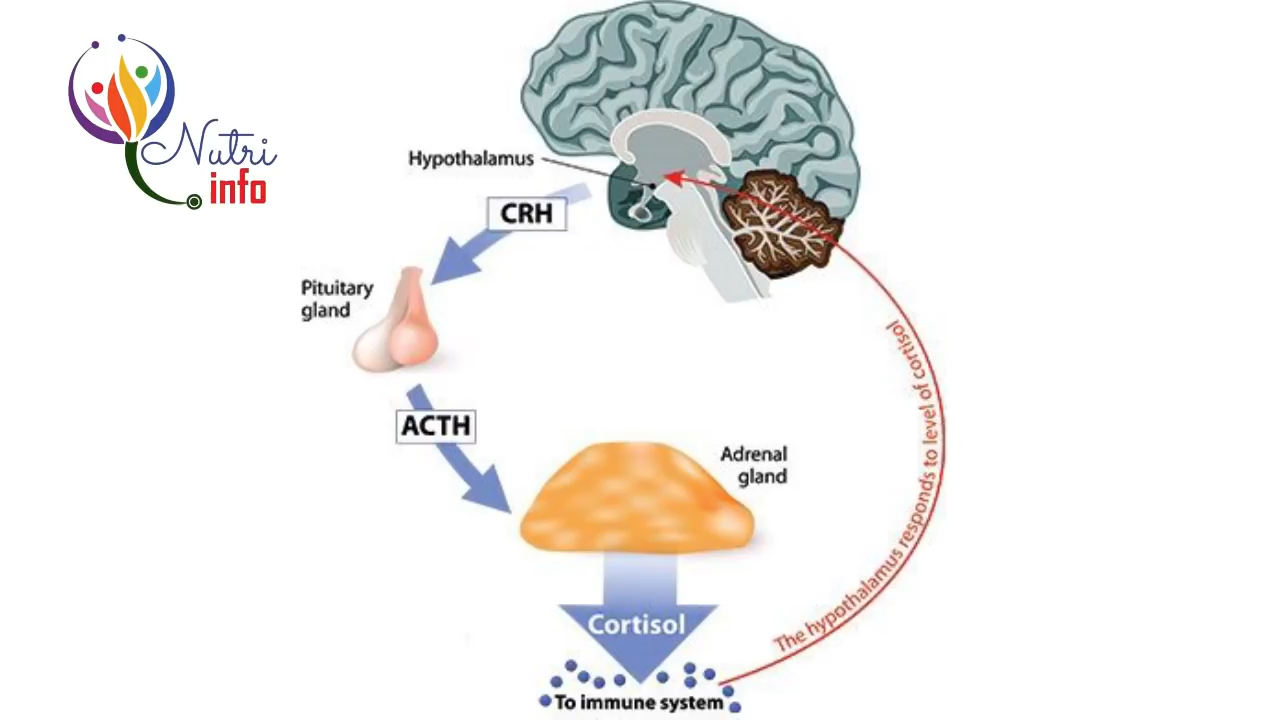 Nutri
info
Hypothalamus
CRH
Pituitary
gland
ACTH
Adrenal
gland
Cortisol
To immune system
The hypothalamus responds to level of cortisol